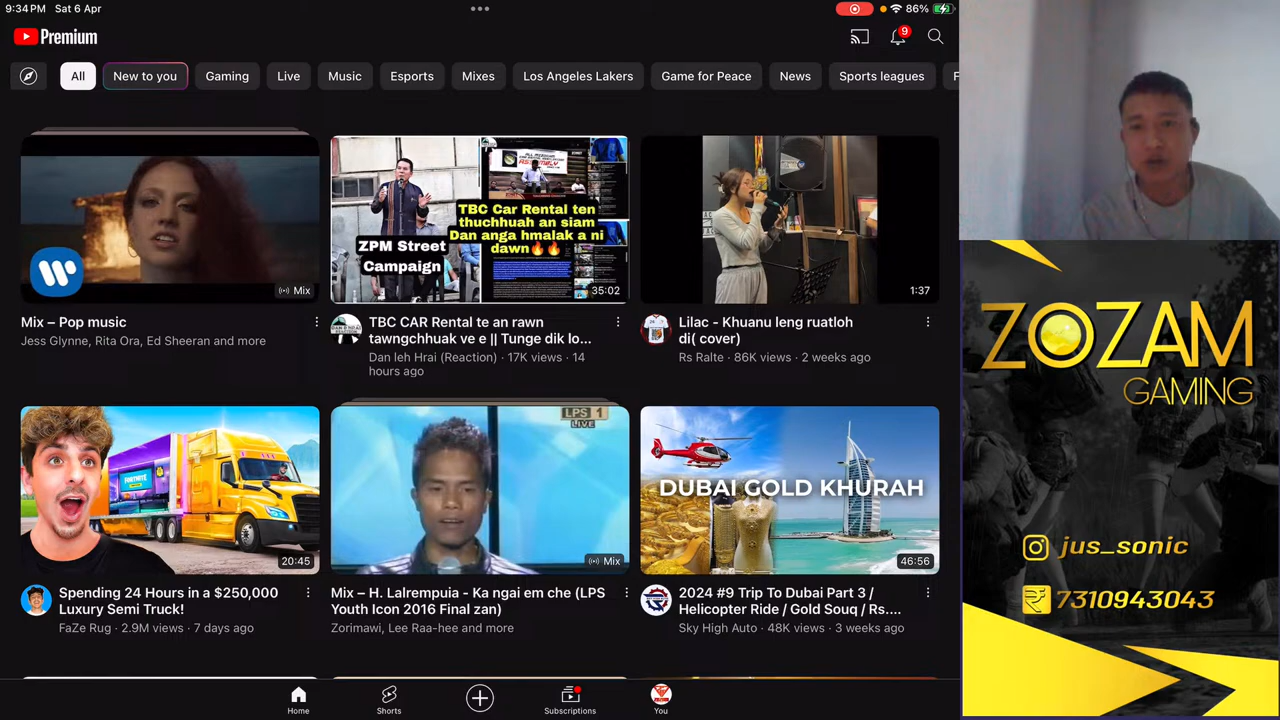 9:34PM Sat 6 Apr
86%
Premium
9
All
New to you
Gaming
Live
Music
Esports
Mixes
Los Angeles Lakers
Game for Peace
News
Sports leagues
F
Mix
Mix – Pop music
Jess Glynne, Rita Ora, Ed Sheeran and more
ASSEMBLY
TBC Car Rental ten
thuchhuah an siam
Dan anga hmalak a ni
dawn🔥🔥
ZPM Street
Campaign
35:02
TBC CAR Rental te an rawn
tawngchhuak ve e || Tunge dik lo...
Dan leh Hrai (Reaction) · 17K views · 14
hours ago
1:37
Lilac - Khuanu leng ruatloh
di( cover)
Rs Ralte · 86K views · 2 weeks ago
FORTNITE
20:45
Spending 24 Hours in a $250,000
Luxury Semi Truck!
FaZe Rug · 2.9M views · 7 days ago
LPS 1
LIVE
Mix
Mix – H. Lalrempuia - Ka ngai em che (LPS
Youth Icon 2016 Final zan)
Zorimawi, Lee Raa-hee and more
DUBAI GOLD KHURAH
46:56
2024 #9 Trip To Dubai Part 3 /
Helicopter Ride / Gold Souq / Rs....
Sky High Auto · 48K views · 3 weeks ago
Home
Shorts
Subscriptions
You
ZOZAM
GAMING
jus_sonic
7310943043